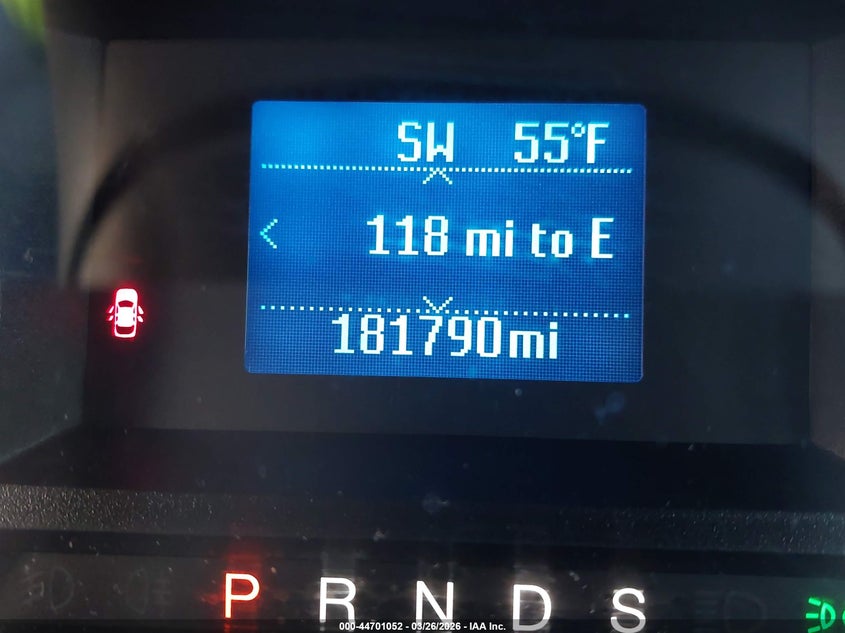 SW 55°F
118 mi to E
181790mi
P R N D S
000-44701052 - 03/26/2026 - IAA Inc.